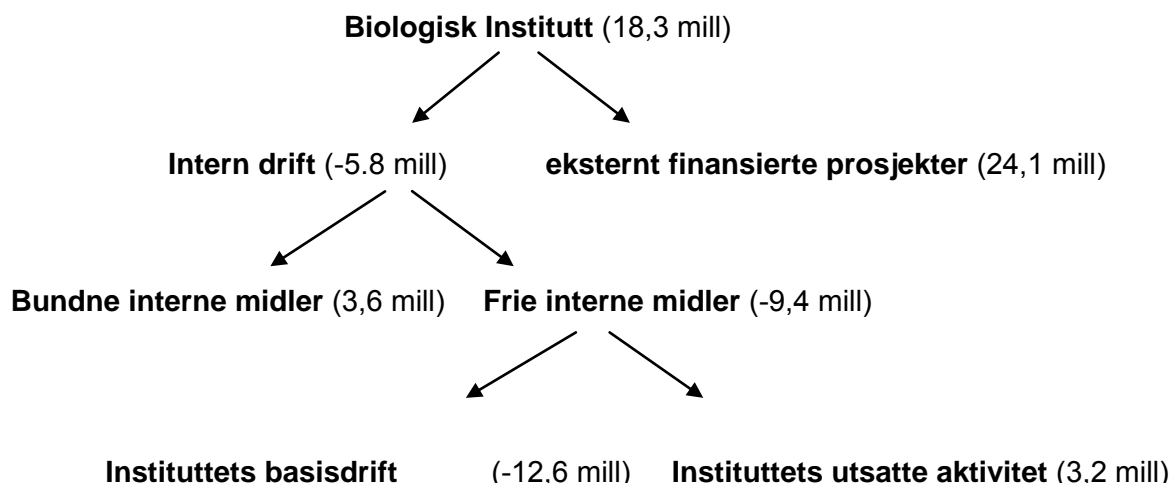 Biologisk Institutt (18,3 mill)
Intern drift (-5.8 mill) eksternt finansierte prosjekter (24,1 mill)
Bundne interne midler (3,6 mill) Frie interne midler (-9,4 mill)
Instituttets basisdrift (-12,6 mill) Instituttets utsatte aktivitet (3,2 mill)